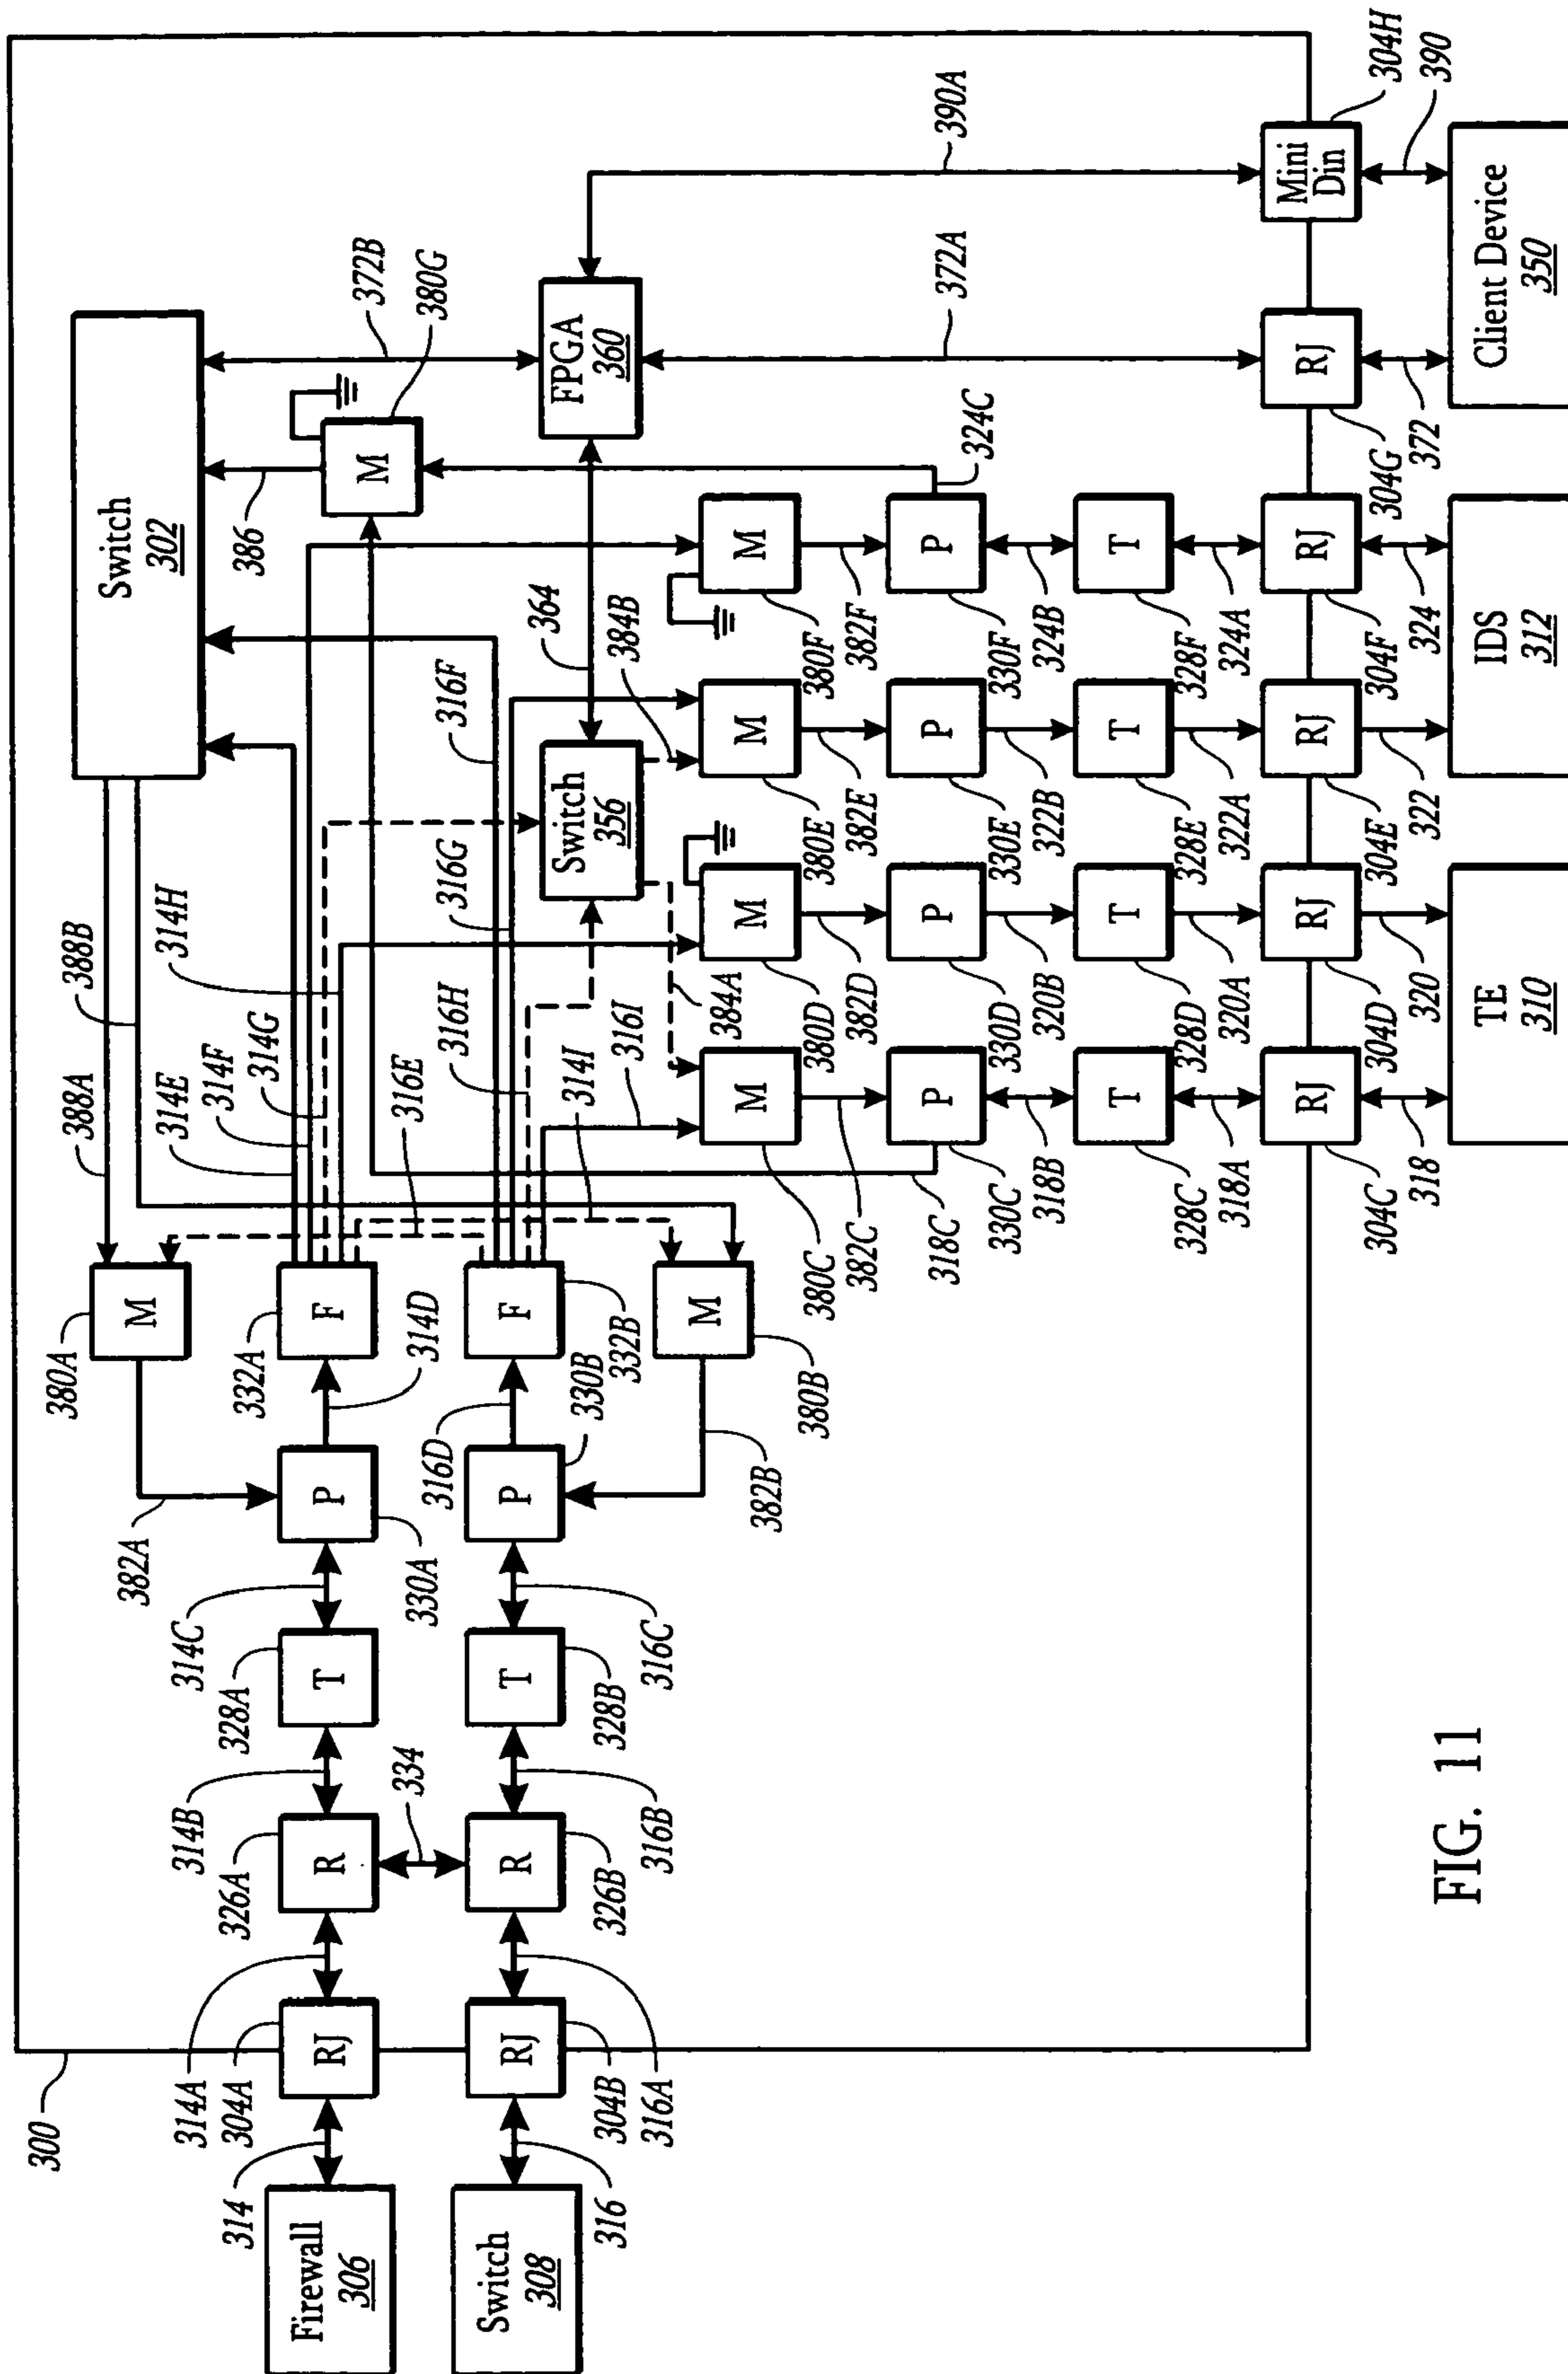 300
380A
M
388A
388B
Switch
302
382A
314C
314B
314A
304A
328A
326A
332A
314E
314F
314G
314H
386
372B
380G
M
314
Firewall
306
RJ
R
T
P
F
314D
316E
316H
316G
316F
334
330A
316D
314I
316I
364
384B
FPGA
360
Switch
308
RJ
R
T
P
F
Switch
356
390A
372A
316
304B
316A
326B
316B
328B
316C
330B
332B
M
382B
380B
384A
M
M
M
M
380C
382C
380D
382D
380E
382E
380F
382F
324C
318C
P
P
P
P
330C
318B
330D
320B
330E
322B
330F
324B
T
T
T
T
328C
318A
328D
320A
328E
322A
328F
324A
RJ
RJ
RJ
RJ
RJ
Mini
Din
304C
318
304D
320
304E
322
304F
324
304G
372
304H
390
TE
310
IDS
312
Client Device
350
FIG. 11